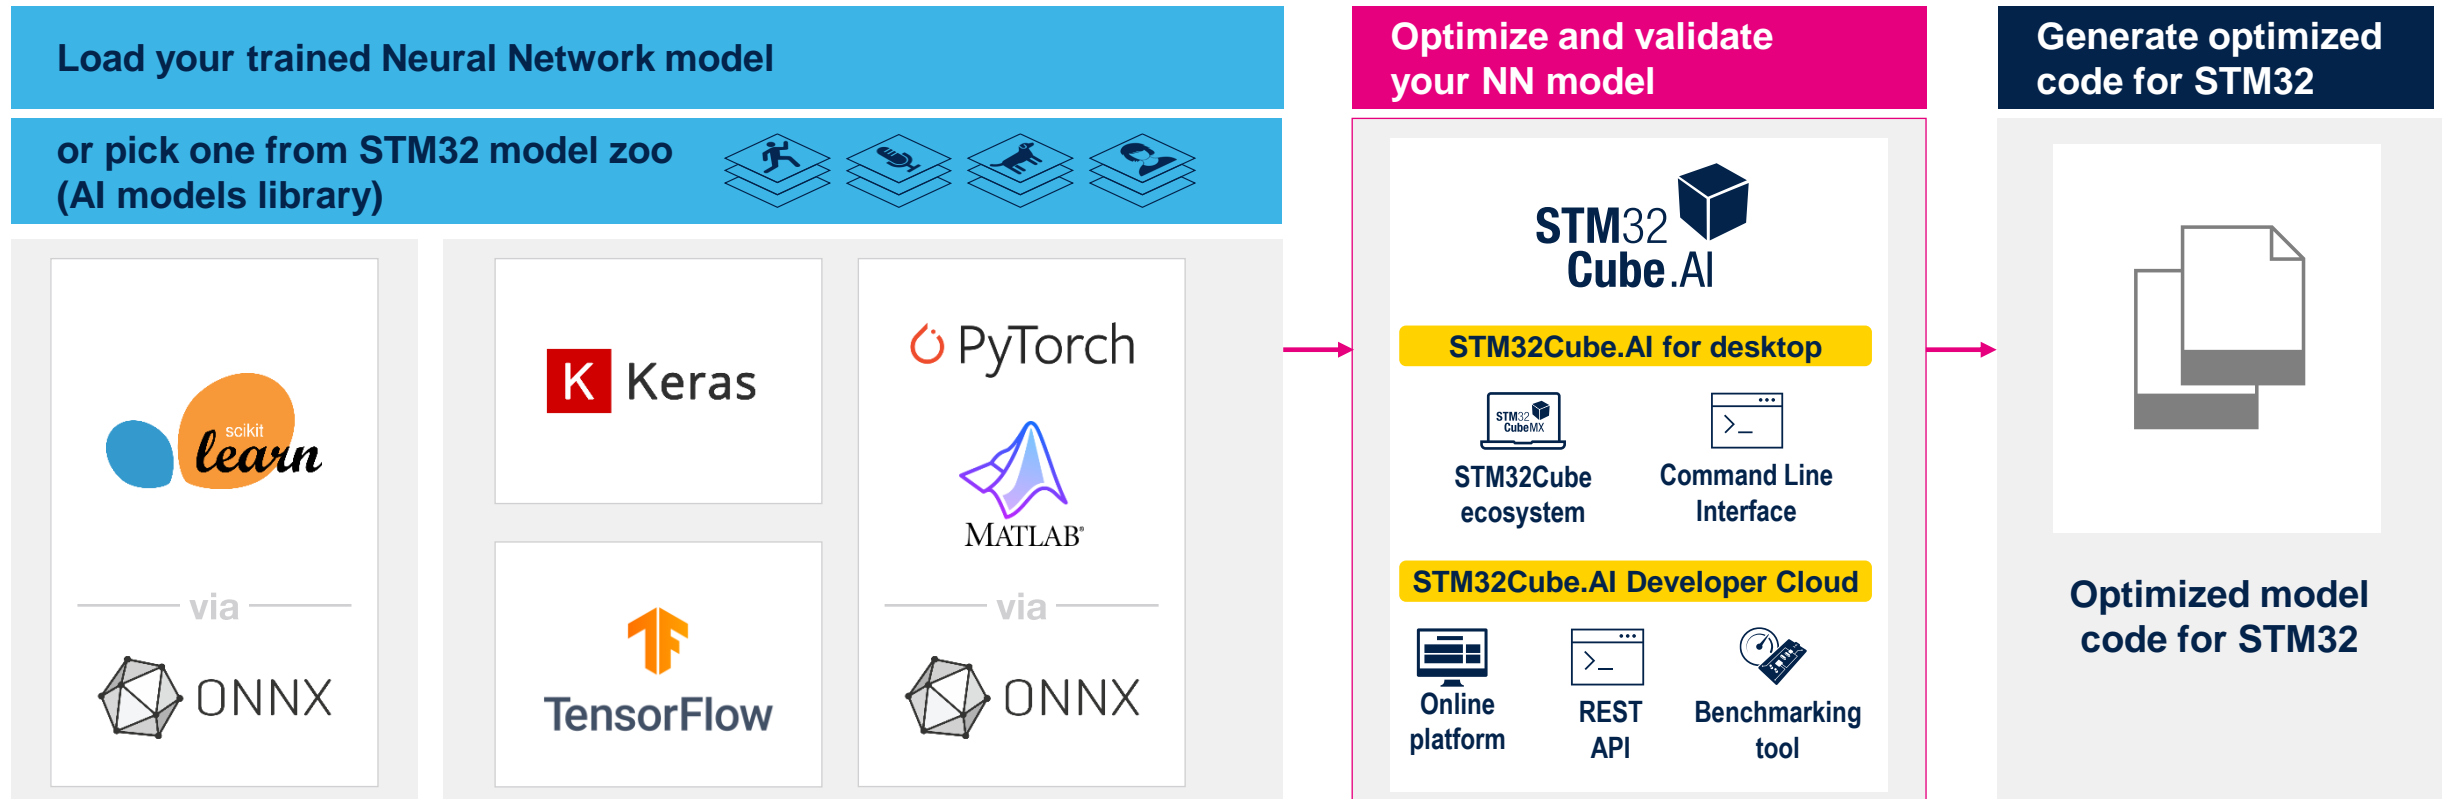 Load your trained Neural Network model
or pick one from STM32 model zoo
(AI models library)
scikit
learn
via
ONNX
K Keras
TensorFlow
PyTorch
MATLAB®
via
ONNX
Optimize and validate
your NN model
STM32
Cube.AI
STM32Cube.AI for desktop
STM32
CubeMX
STM32Cube
ecosystem
>_
Command Line
Interface
STM32Cube.AI Developer Cloud
Online
platform
>_
REST
API
Benchmarking
tool
Generate optimized
code for STM32
Optimized model
code for STM32